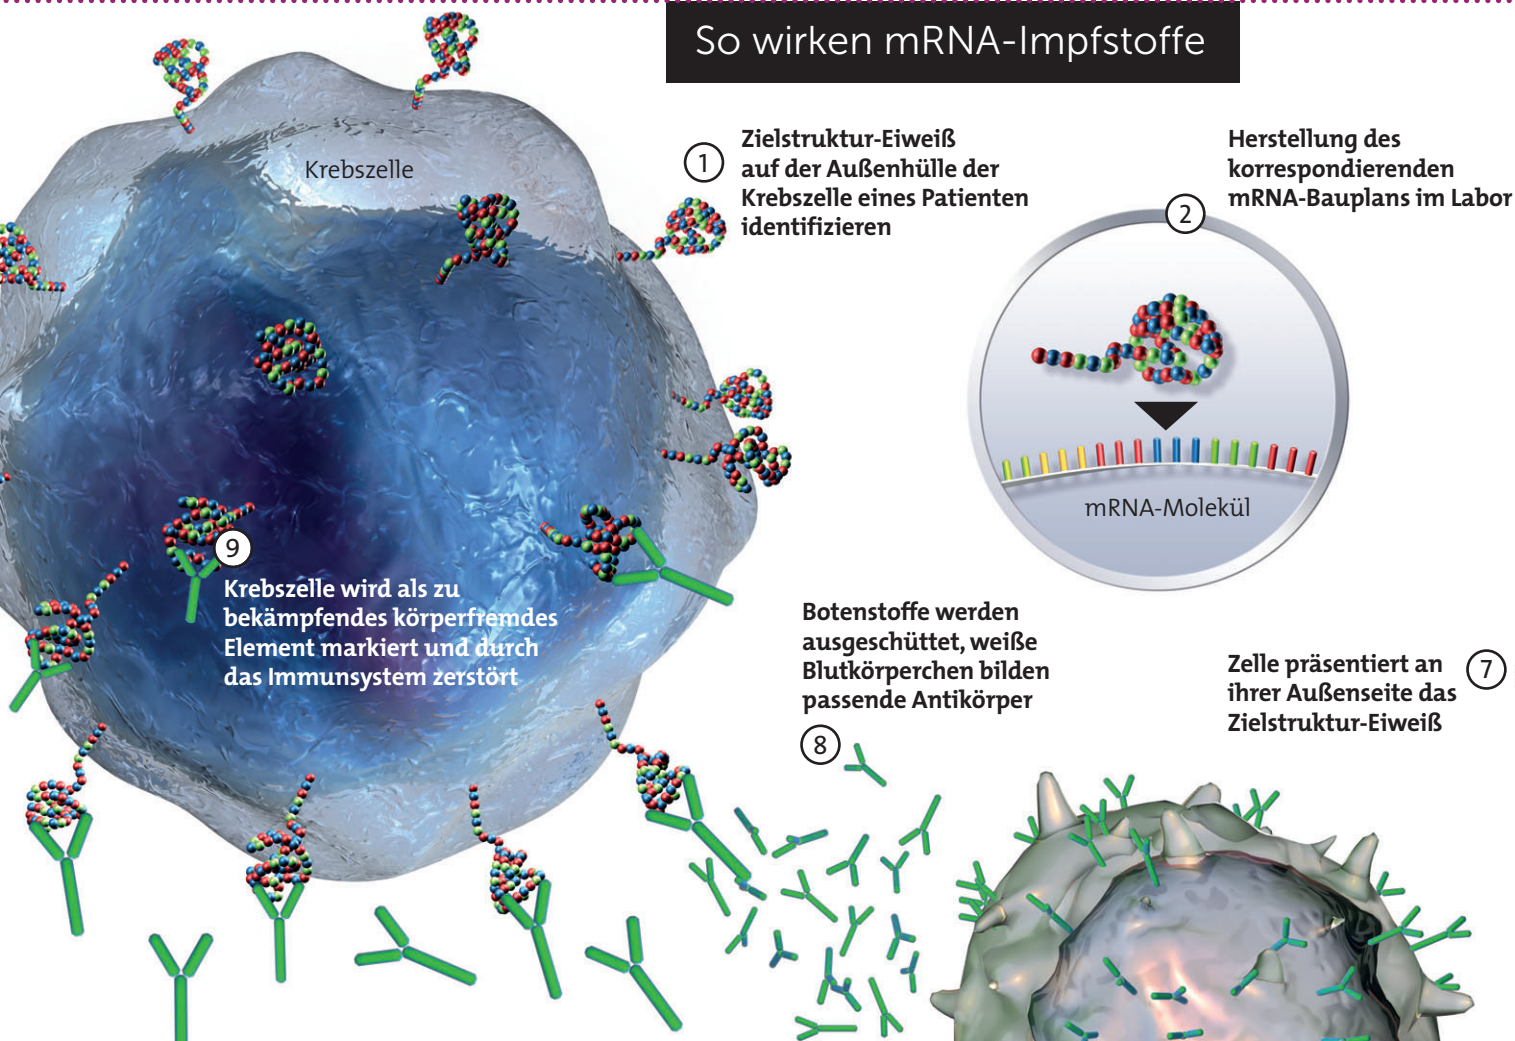 So wirken mRNA-Impfstoffe
Krebszelle
1
Zielstruktur-Eiweiß
auf der Außenhülle der
Krebszelle eines Patienten
identifizieren
2
Herstellung des
korrespondierenden
mRNA-Bauplans im Labor
mRNA-Molekül
7
Zelle präsentiert an
ihrer Außenseite das
Zielstruktur-Eiweiß
Botenstoffe werden
ausgeschüttet, weiße
Blutkörperchen bilden
passende Antikörper
8
9
Krebszelle wird als zu
bekämpfendes körperfremdes
Element markiert und durch
das Immunsystem zerstört